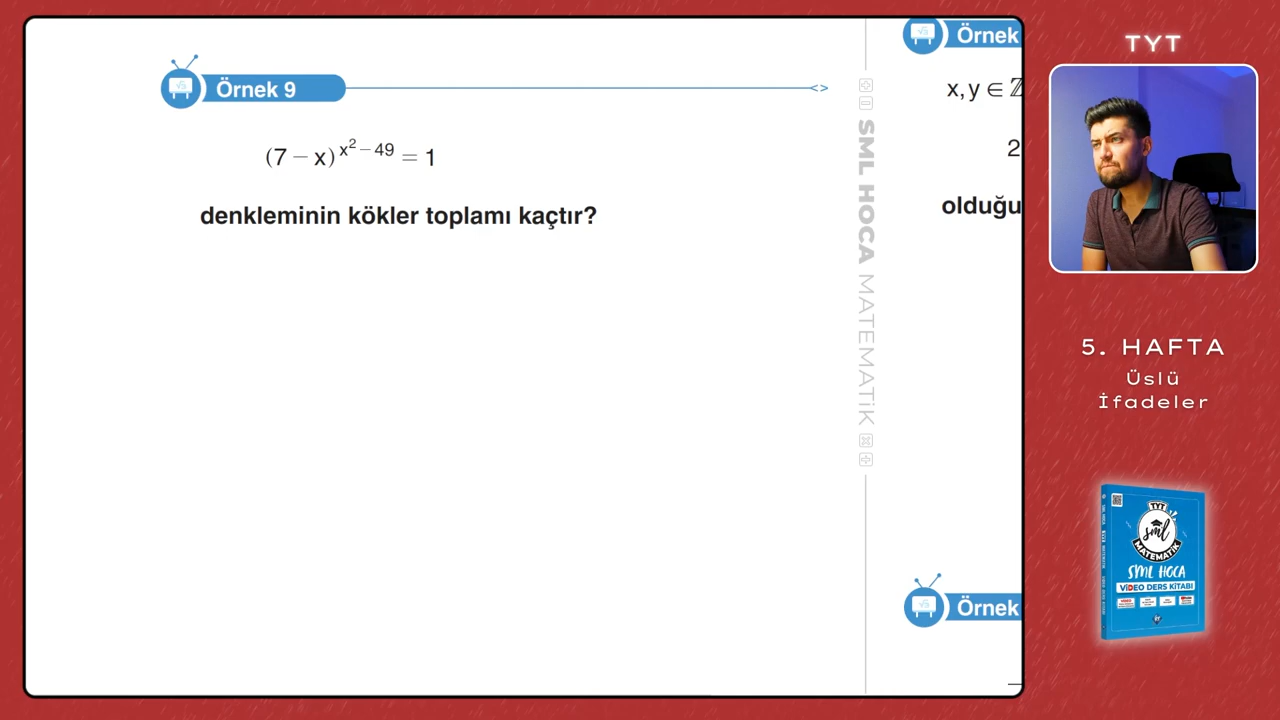 Örnek 9
(7 − x)^{x^2 − 49} = 1
denkleminin kökler toplamı kaçtır?
SML HOCA MATEMATİK
Örnek
x, y ∈ ℤ
2
olduğu
Örnek
TYT
5. HAFTA
Üslü
İfadeler
TYT
sml
MATEMATİK
SML HOCA
VİDEO DERS KİTABI